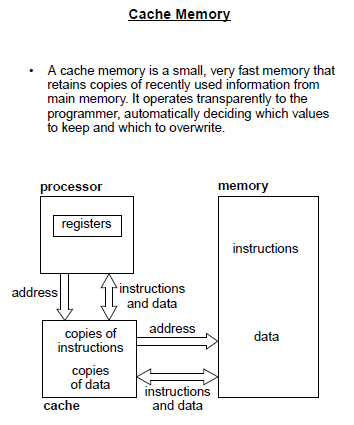 Cache Memory
• A cache memory is a small, very fast memory that
retains copies of recently used information from
main memory. It operates transparently to the
programmer, automatically deciding which values
to keep and which to overwrite.
processor
memory
registers
instructions
address
instructions
and data
copies of
instructions
address
data
copies
of data
instructions
and data
cache